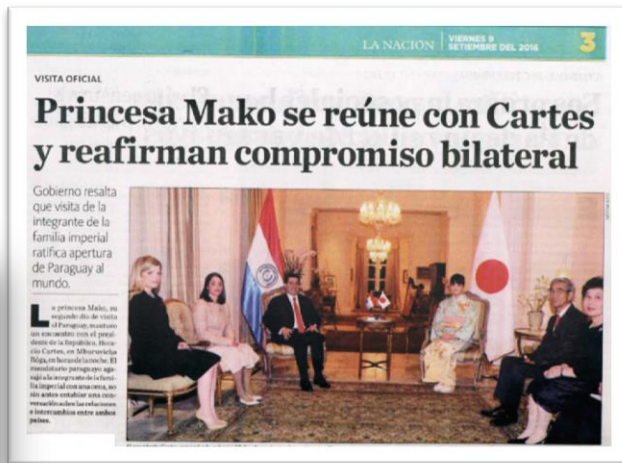 LA NACIÓN
VIERNES 9
SETIEMBRE DEL 2016
3
VISITA OFICIAL
Princesa Mako se reúne con Cartes
y reafirman compromiso bilateral
Gobierno resalta
que visita de la
integrante de la
familia imperial
ratifica apertura
de Paraguay al
mundo.
La princesa Mako, su
segundo día de visita
al Paraguay, mantuvo
un encuentro con el presi-
dente de la República, Hora-
cio Cartes, en Mburuvicha
Róga, en horas de la noche. El
mandatario paraguayo aga-
sajó a la integrante de la fami-
lia imperial con una cena, no
sin antes entablar una con-
versación sobre las relaciones
e intercambios entre ambos
países.